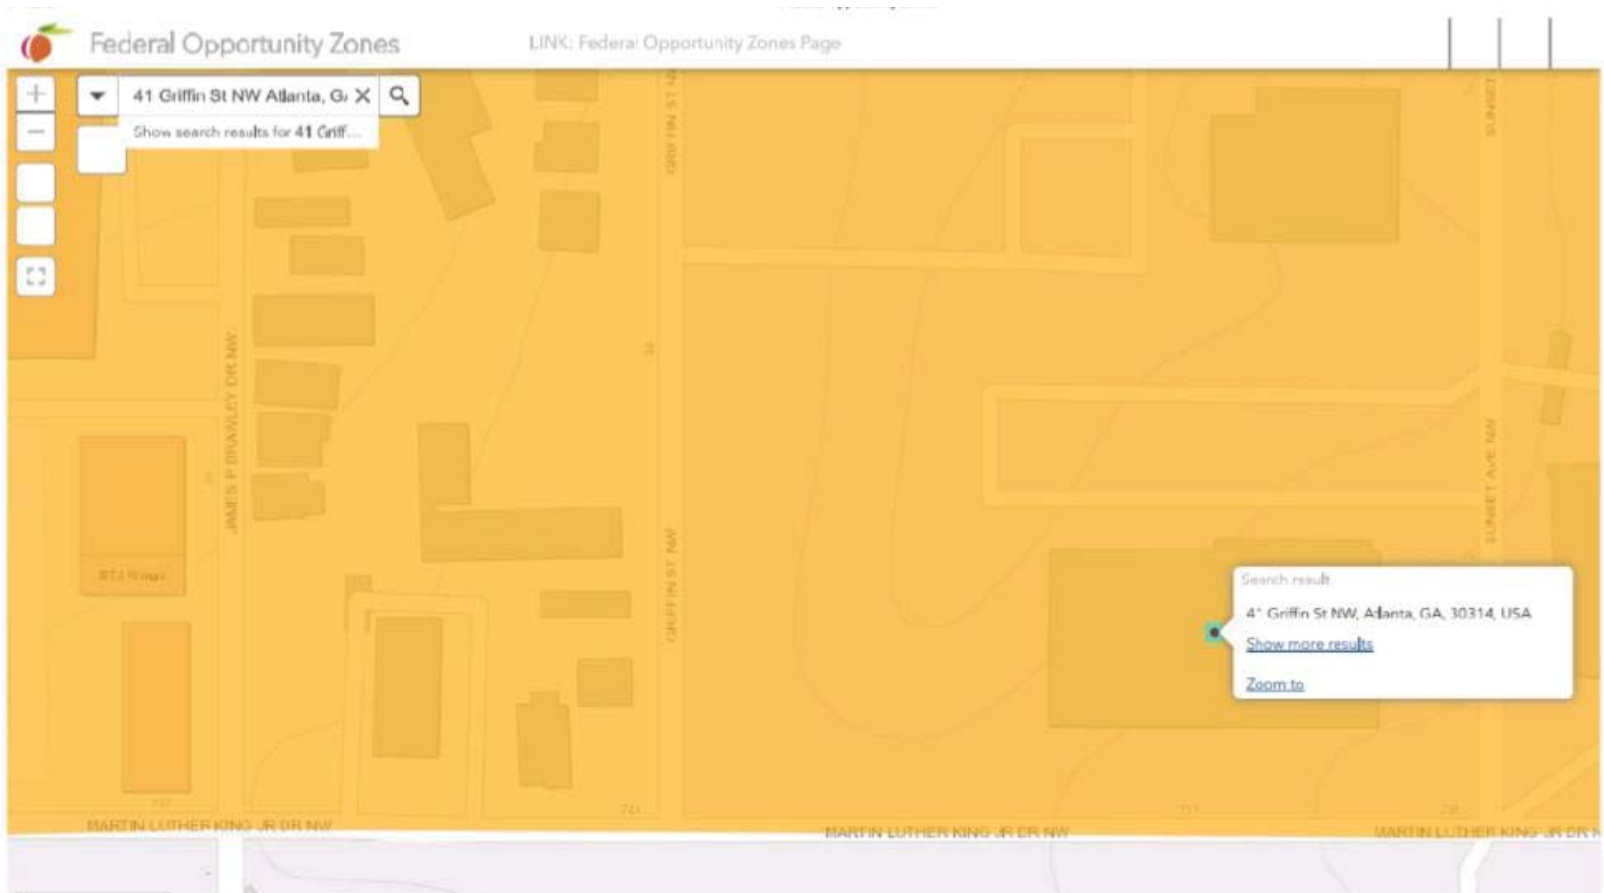 Federal Opportunity Zones
LINK: Federal Opportunity Zones Page
41 Griffin St NW Atlanta, G
Show search results for 41 Griff...
GRIFFIN ST NW
SUNSET
JAMES P BRAWLEY DR NW
SUNSET AVE NW
GRIFFIN ST NW
Search result
41 Griffin St NW, Atlanta, GA, 30314, USA
Show more results
Zoom to
741
MARTIN LUTHER KING JR DR NW
MARTIN LUTHER KING JR DR NW
MARTIN LUTHER KING JR DR N